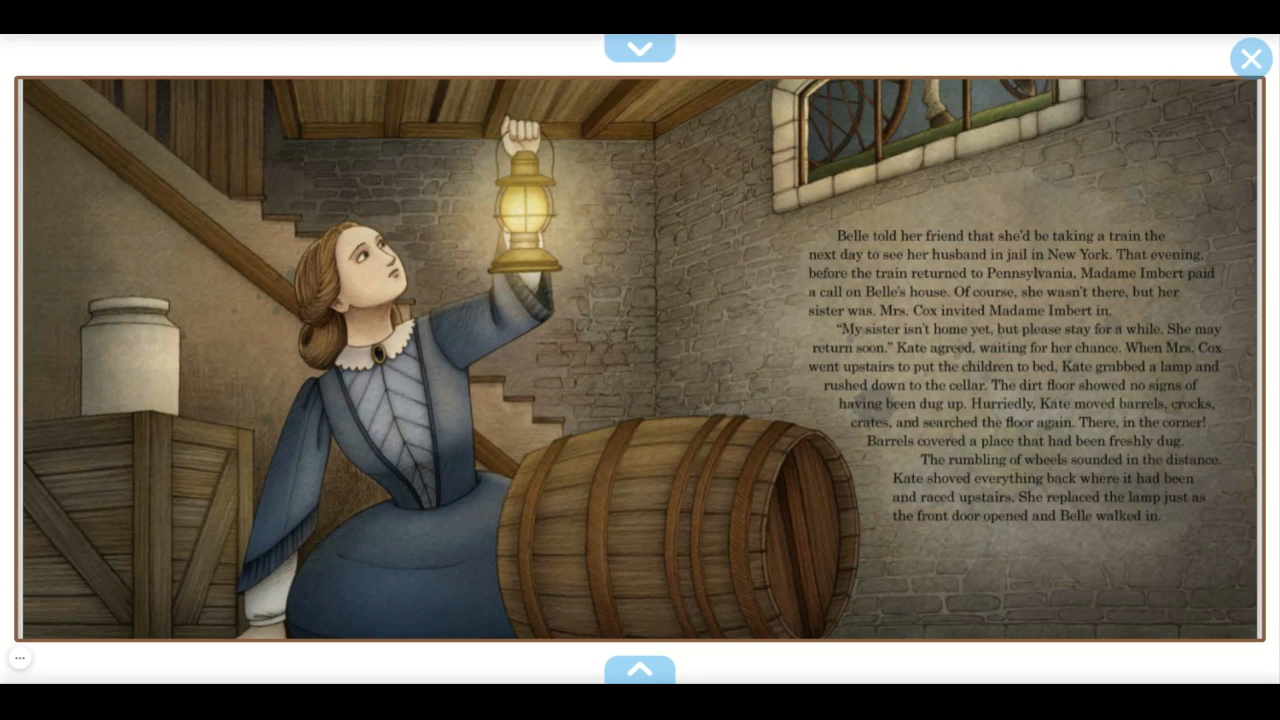 Belle told her friend that she'd be taking a train the
next day to see her husband in jail in New York. That evening,
before the train returned to Pennsylvania, Madame Imbert paid
a call on Belle's house. Of course, she wasn't there, but her
sister was. Mrs. Cox invited Madame Imbert in.
“My sister isn't home yet, but please stay for a while. She may
return soon.” Kate agreed, waiting for her chance. When Mrs. Cox
went upstairs to put the children to bed, Kate grabbed a lamp and
rushed down to the cellar. The dirt floor showed no signs of
having been dug up. Hurriedly, Kate moved barrels, crocks,
crates, and searched the floor again. There, in the corner!
Barrels covered a place that had been freshly dug.
The rumbling of wheels sounded in the distance.
Kate shoved everything back where it had been
and raced upstairs. She replaced the lamp just as
the front door opened and Belle walked in.